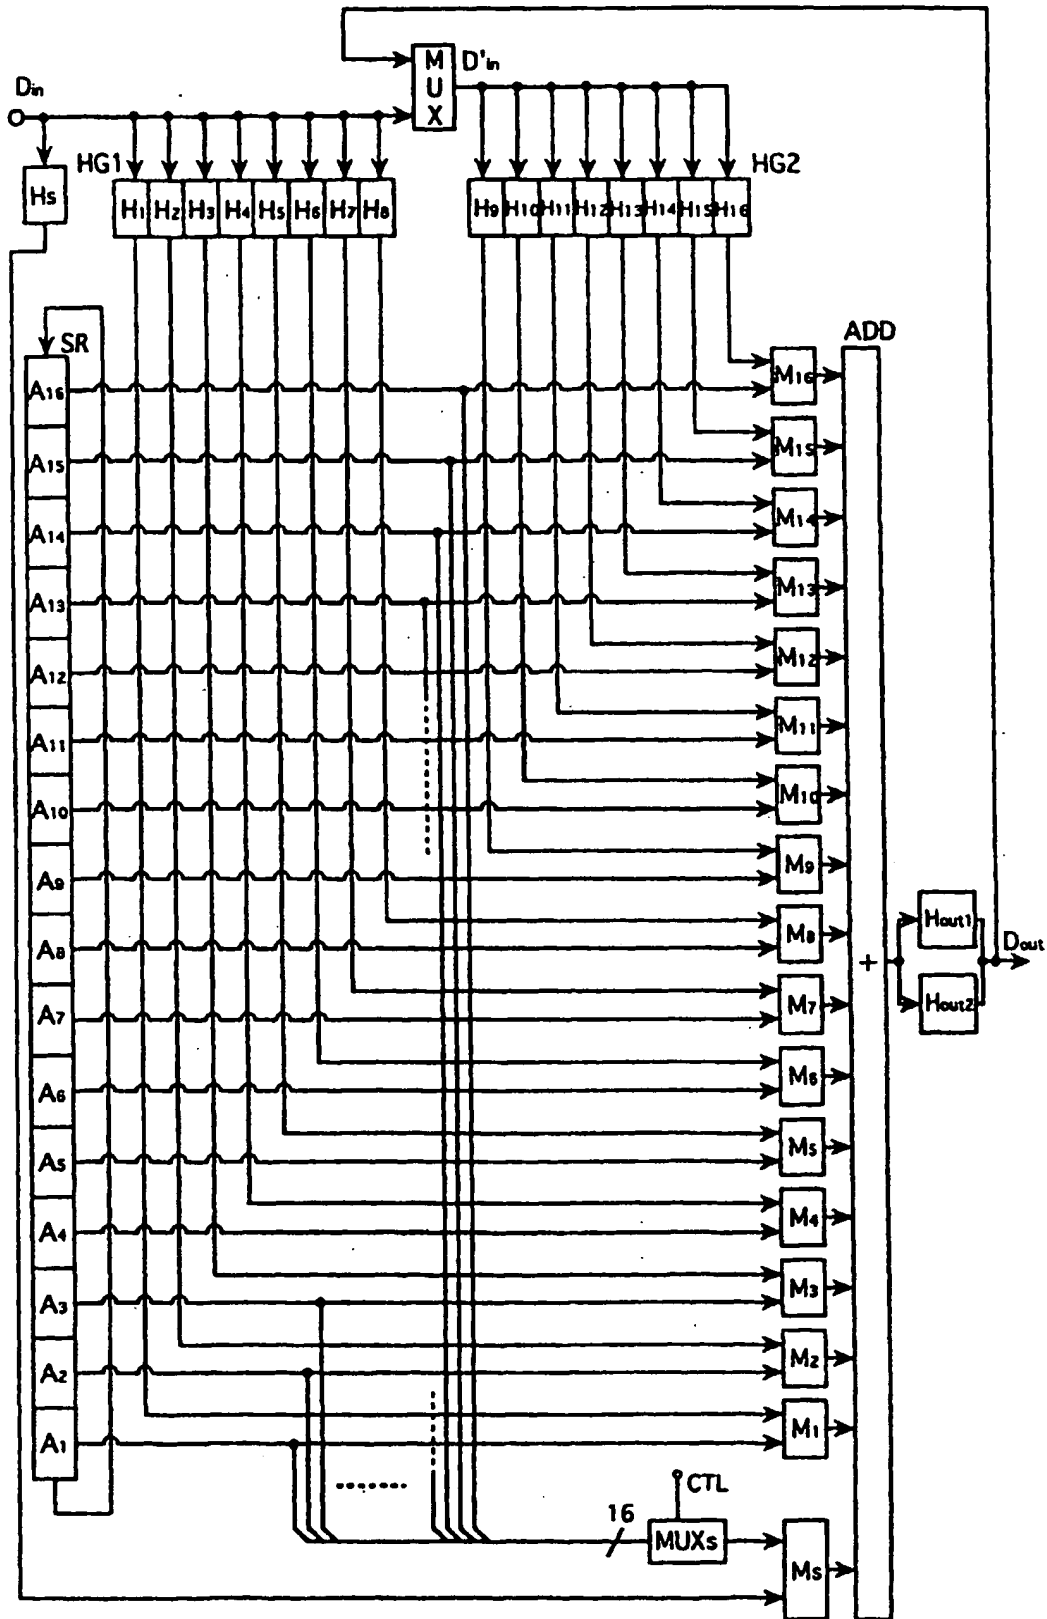 D'in
MUX
Din
HG1
HG2
Hs
H1 H2 H3 H4 H5 H6 H7 H8
H9 H10 H11 H12 H13 H14 H15 H16
SR
ADD
A16
M16
A15
M15
A14
M14
A13
M13
A12
M12
A11
M11
A10
M10
A9
M9
A8
M8
Hout1
+
Dout
Hout2
A7
M7
A6
M6
A5
M5
A4
M4
A3
M3
A2
M2
A1
M1
CTL
16
MUXs
Ms